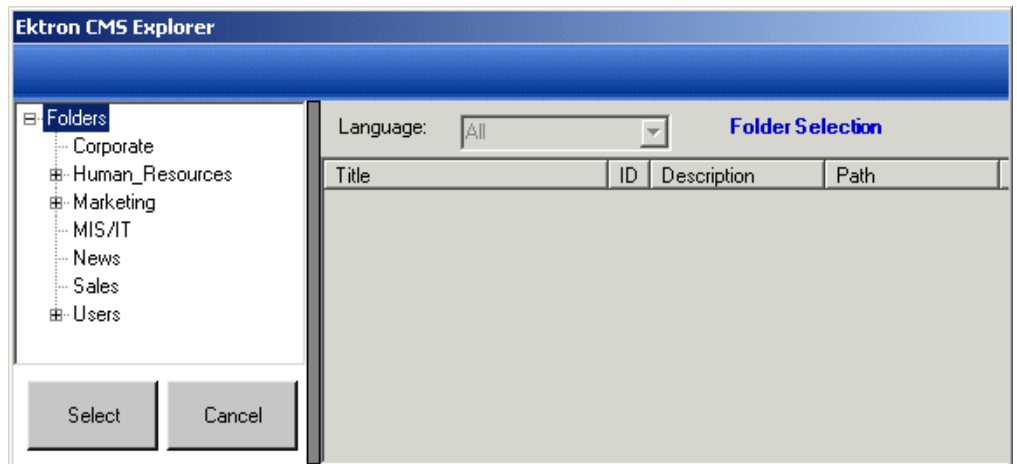 Ektron CMS Explorer
Folders
Corporate
Human_Resources
Marketing
MIS/IT
News
Sales
Users
Select Cancel
Language: All Folder Selection
Title ID Description Path